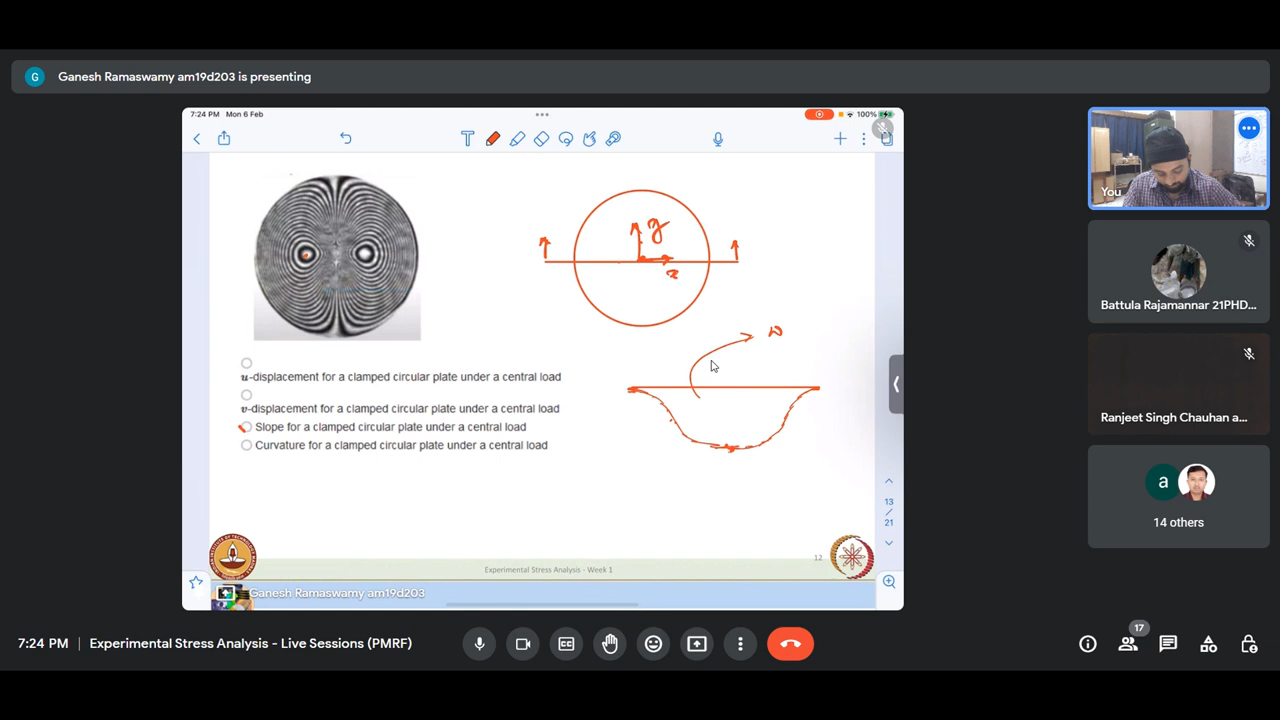 G Ganesh Ramaswamy am19d203 is presenting
7:24 PM Mon 6 Feb
100%
T
y
x
w
u-displacement for a clamped circular plate under a central load
v-displacement for a clamped circular plate under a central load
Slope for a clamped circular plate under a central load
Curvature for a clamped circular plate under a central load
13
/
21
12
Experimental Stress Analysis - Week 1
Ganesh Ramaswamy am19d203
You
Battula Rajamannar 21PHD...
Ranjeet Singh Chauhan a...
a
14 others
7:24 PM | Experimental Stress Analysis - Live Sessions (PMRF)
17